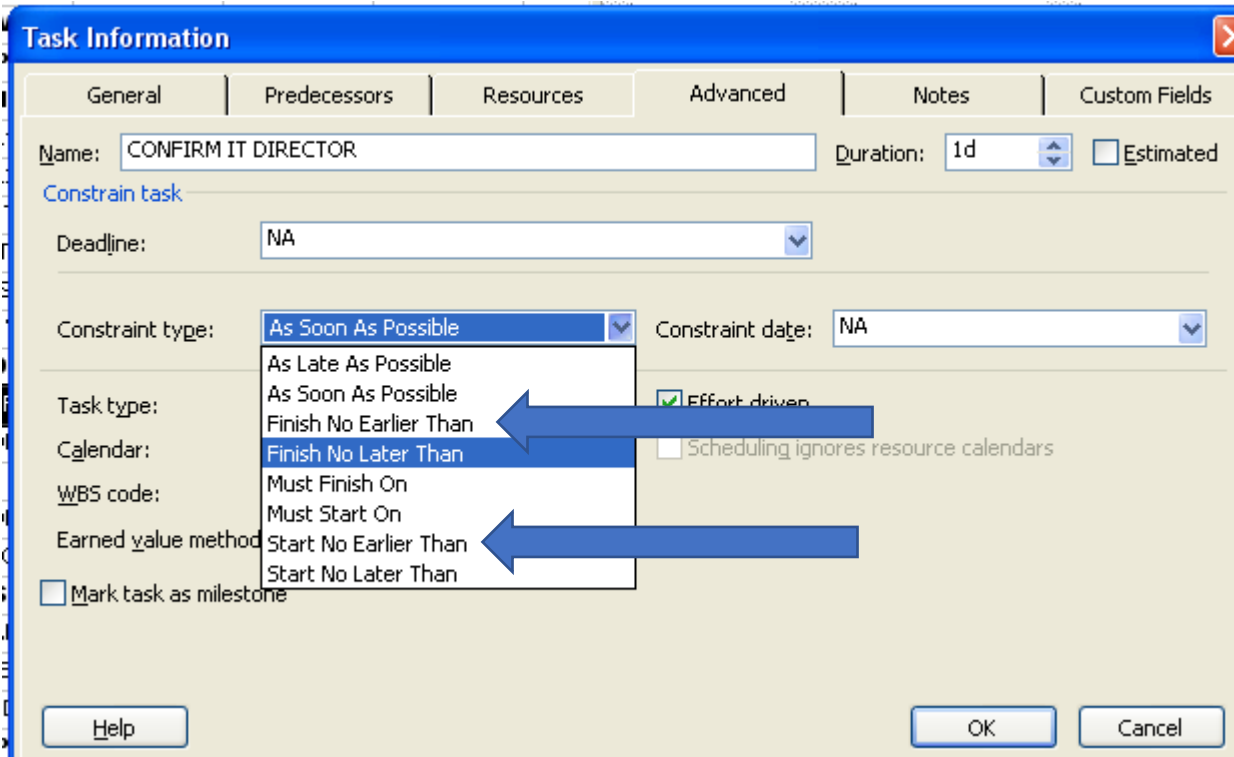 Task Information
General Predecessors Resources Advanced Notes Custom Fields
Name: CONFIRM IT DIRECTOR Duration: 1d Estimated
Constrain task
Deadline: NA
Constraint type: As Soon As Possible Constraint date: NA
As Late As Possible
As Soon As Possible
Task type: Effort driven
Finish No Earlier Than
Calendar: Finish No Later Than Scheduling ignores resource calendars
Must Finish On
WBS code:
Must Start On
Earned value method Start No Earlier Than
Start No Later Than
Mark task as milestone
Help OK Cancel